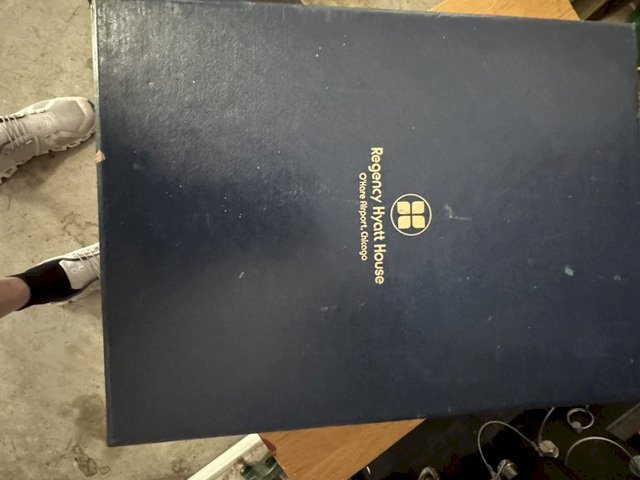 Regency Hyatt House
O'Hare Airport, Chicago